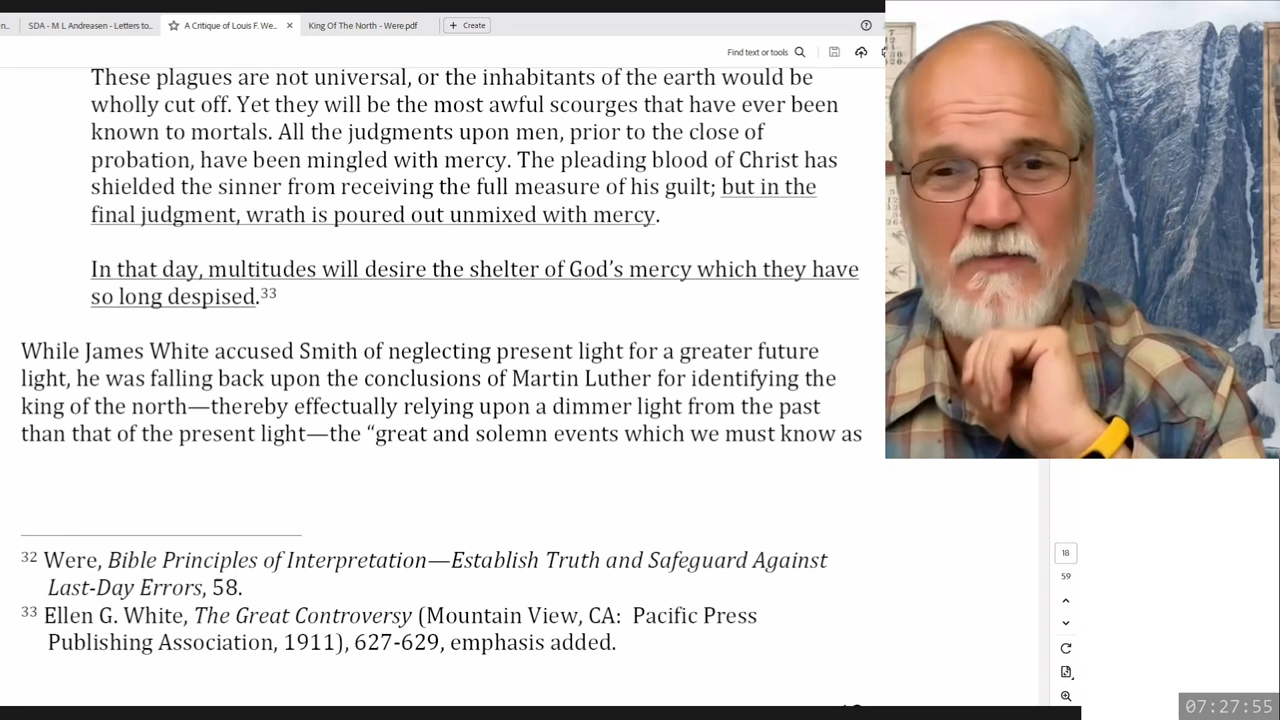 SDA - M L Andreasen - Letters to...
A Critique of Louis F. We...
King Of The North - Were.pdf
Create
Find text or tools
These plagues are not universal, or the inhabitants of the earth would be
wholly cut off. Yet they will be the most awful scourges that have ever been
known to mortals. All the judgments upon men, prior to the close of
probation, have been mingled with mercy. The pleading blood of Christ has
shielded the sinner from receiving the full measure of his guilt; but in the
final judgment, wrath is poured out unmixed with mercy.
In that day, multitudes will desire the shelter of God’s mercy which they have
so long despised.33
While James White accused Smith of neglecting present light for a greater future
light, he was falling back upon the conclusions of Martin Luther for identifying the
king of the north—thereby effectually relying upon a dimmer light from the past
than that of the present light—the “great and solemn events which we must know as
32 Were, Bible Principles of Interpretation—Establish Truth and Safeguard Against
Last-Day Errors, 58.
33 Ellen G. White, The Great Controversy (Mountain View, CA: Pacific Press
Publishing Association, 1911), 627-629, emphasis added.
18
59
07:27:55